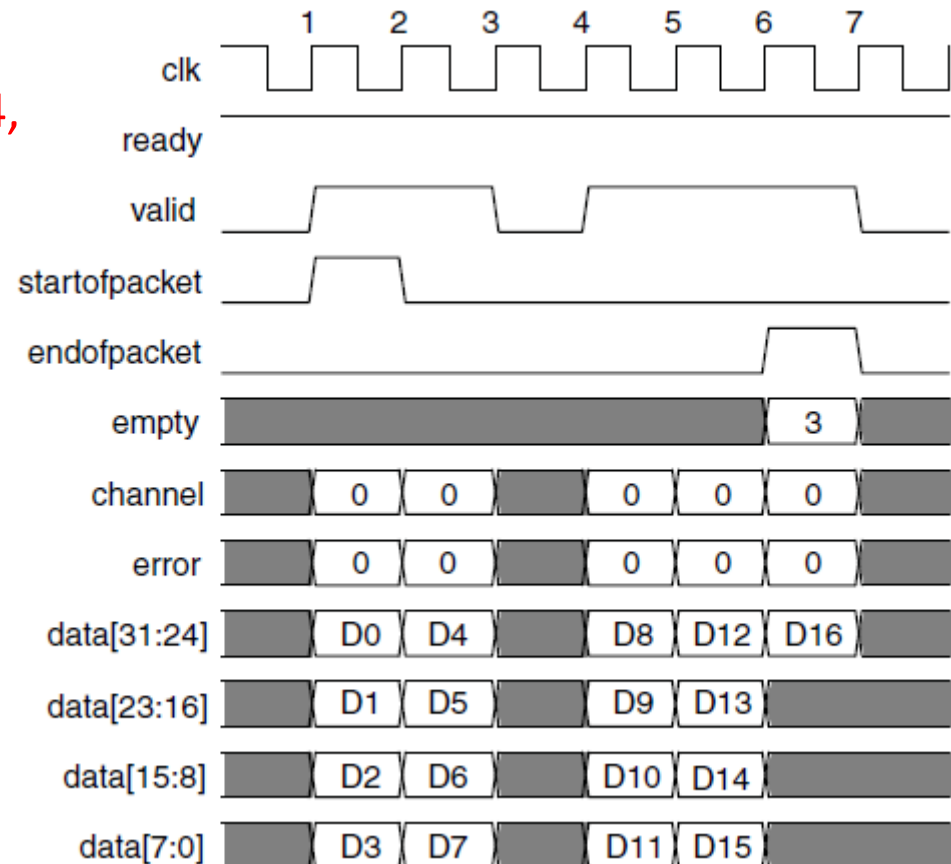 1 2 3 4 5 6 7
clk
4,
ready
valid
startofpacket
endofpacket
empty 3
channel 0 0 0 0 0
error 0 0 0 0 0
data[31:24] D0 D4 D8 D12 D16
data[23:16] D1 D5 D9 D13
data[15:8] D2 D6 D10 D14
data[7:0] D3 D7 D11 D15